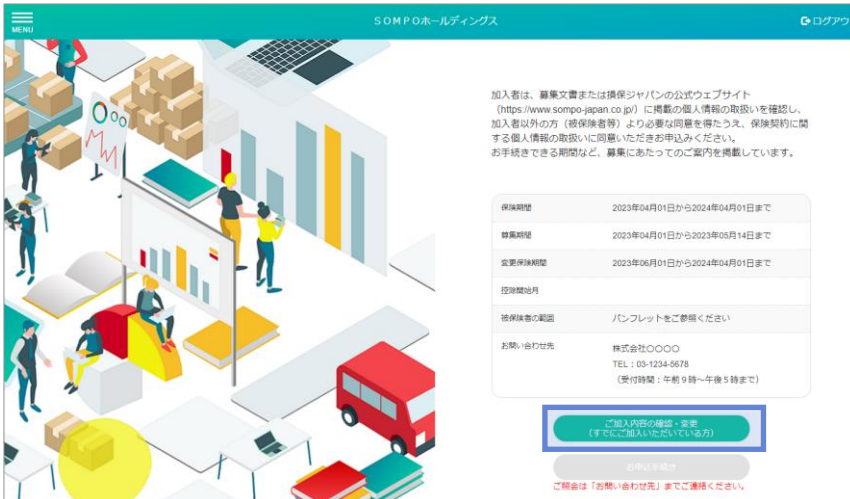 MENU
SOMPOホールディングス
ログアウ
加入者は、募集文書または損保ジャパンの公式ウェブサイト
（https://www.sompo-japan.co.jp/）に掲載の個人情報の取扱いを確認し、
加入者以外の方（被保険者等）より必要な同意を得たうえ、保険契約に関
する個人情報の取扱いに同意いただきお申込みください。
お手続きできる期間など、募集にあたってのご案内を掲載しています。
保険期間 2023年04月01日から2024年04月01日まで
募集期間 2023年04月01日から2023年05月14日まで
変更保険期間 2023年06月01日から2024年04月01日まで
控除開始月
被保険者の範囲 パンフレットをご参照ください
お問い合わせ先 株式会社○○○○
TEL：03-1234-5678
（受付時間：午前９時～午後５時まで）
ご加入内容の確認・変更
（すでにご加入いただいている方）
お申込手続き
ご照会は「お問い合わせ先」までご連絡ください。